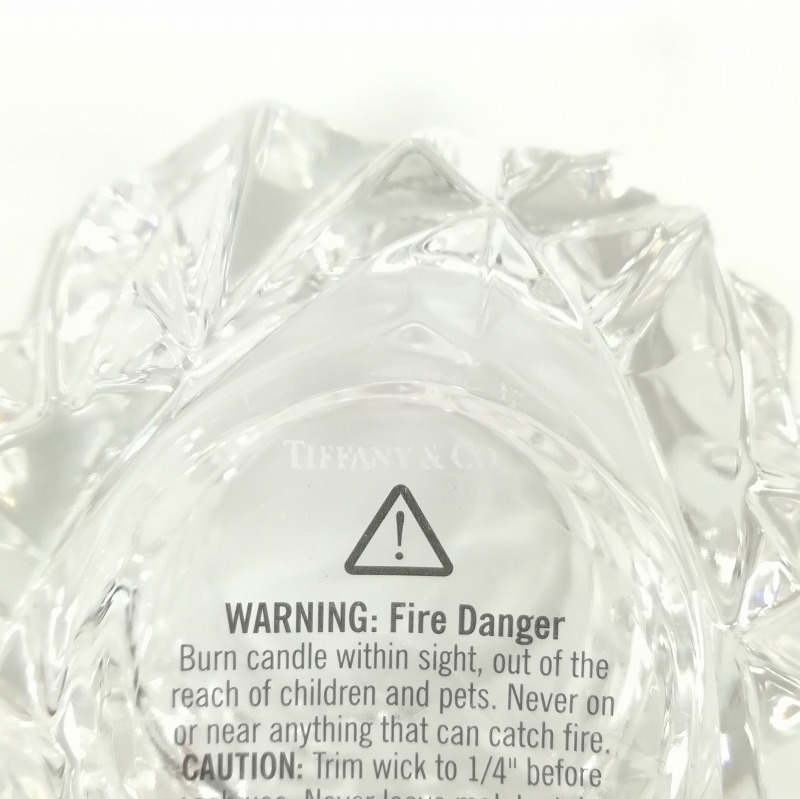 TIFFANY & CO
WARNING: Fire Danger
Burn candle within sight, out of the
reach of children and pets. Never on
or near anything that can catch fire.
CAUTION: Trim wick to 1/4" before